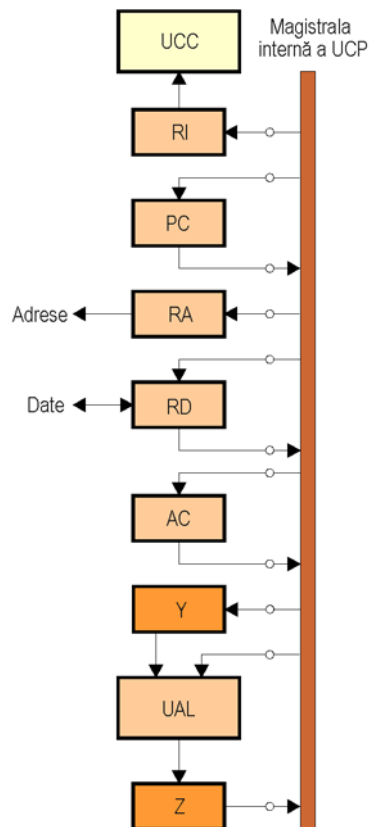 UCC
Magistrala
internă a UCP
RI
PC
Adrese
RA
Date
RD
AC
Y
UAL
Z